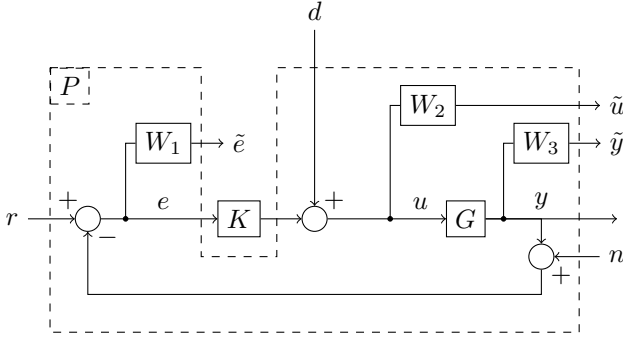 d
P
W₂
ũ
W₁
ẽ
W₃
ỹ
r
+
e
K
+
u
G
y
−
+
n